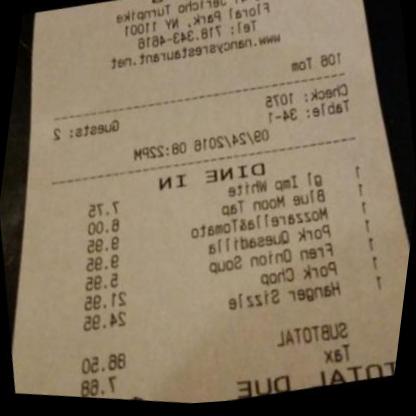 Jericho Turnpike
Floral Park, NY 11001
Tel: 718-343-4616
www.nancysrestaurant.net
106 Tom
Check: 1075 Guests: 2
Table: 34-1
09/24/2016 08:22PM
DINE IN
1 gl Imp White 7.75
1 Blue Moon Tap 6.00
1 Mozzarella&Tomato 9.95
1 Pork Quesadilla 9.95
1 Fren Onion Soup 5.95
1 Pork Chop 21.95
1 Hanger Sizzle 24.95
SUBTOTAL 86.50
Tax 7.68
TOTAL DUE